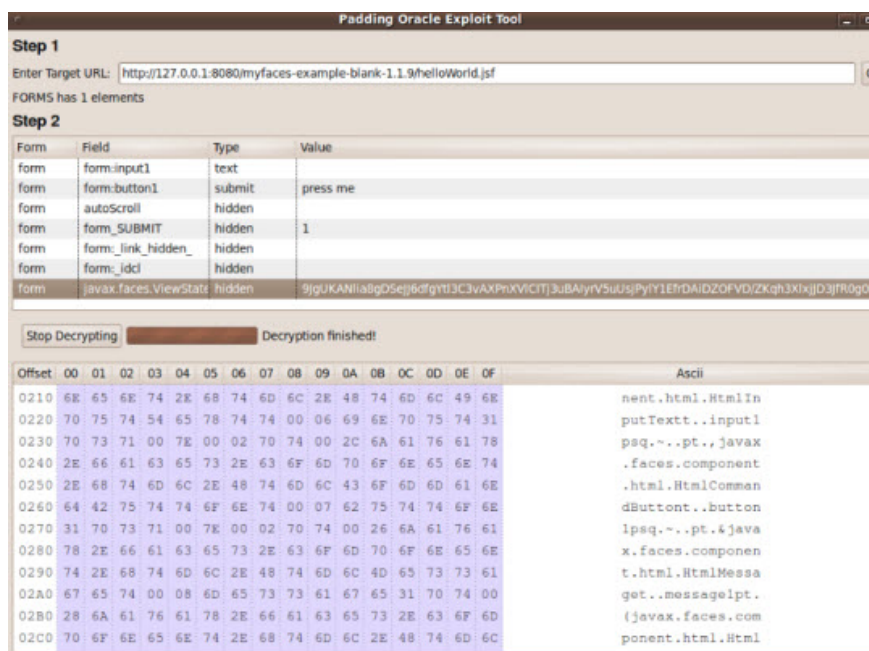 Padding Oracle Exploit Tool
Step 1
Enter Target URL: http://127.0.0.1:8080/myfaces-example-blank-1.1.9/helloWorld.jsf
FORMS has 1 elements
Step 2
Form Field Type Value
form form:input1 text
form form:button1 submit press me
form autoScroll hidden
form form_SUBMIT hidden 1
form form:_link_hidden_ hidden
form form:_idcl hidden
form javax.faces.ViewState hidden
Stop Decrypting Decryption finished!
Offset 00 01 02 03 04 05 06 07 08 09 0A 0B 0C 0D 0E 0F Ascii
0210 6E 65 6E 74 2E 68 74 6D 6C 2E 48 74 6D 6C 49 6E nent.html.HtmlIn
0220 70 75 74 54 65 78 74 74 00 06 69 6E 70 75 74 31 putTextt..input1
0230 70 73 71 00 7E 00 02 70 74 00 2C 6A 61 76 61 78 psq.~..pt.,javax
0240 2E 66 61 63 65 73 2E 63 6F 6D 70 6F 6E 65 6E 74 .faces.component
0250 2E 68 74 6D 6C 2E 48 74 6D 6C 43 6F 6D 6D 61 6E .html.HtmlComman
0260 64 42 75 74 74 6F 6E 74 00 07 62 75 74 74 6F 6E dButtont..button
0270 31 70 73 71 00 7E 00 02 70 74 00 26 6A 61 76 61 1psq.~..pt.&java
0280 78 2E 66 61 63 65 73 2E 63 6F 6D 70 6F 6E 65 6E x.faces.componen
0290 74 2E 68 74 6D 6C 2E 48 74 6D 6C 4D 65 73 73 61 t.html.HtmlMessa
02A0 67 65 74 00 08 6D 65 73 73 61 67 65 31 70 74 00 get..message1pt.
02B0 28 6A 61 76 61 78 2E 66 61 63 65 73 2E 63 6F 6D (javax.faces.com
02C0 70 6F 6E 65 6E 74 2E 68 74 6D 6C 2E 48 74 6D 6C ponent.html.Html